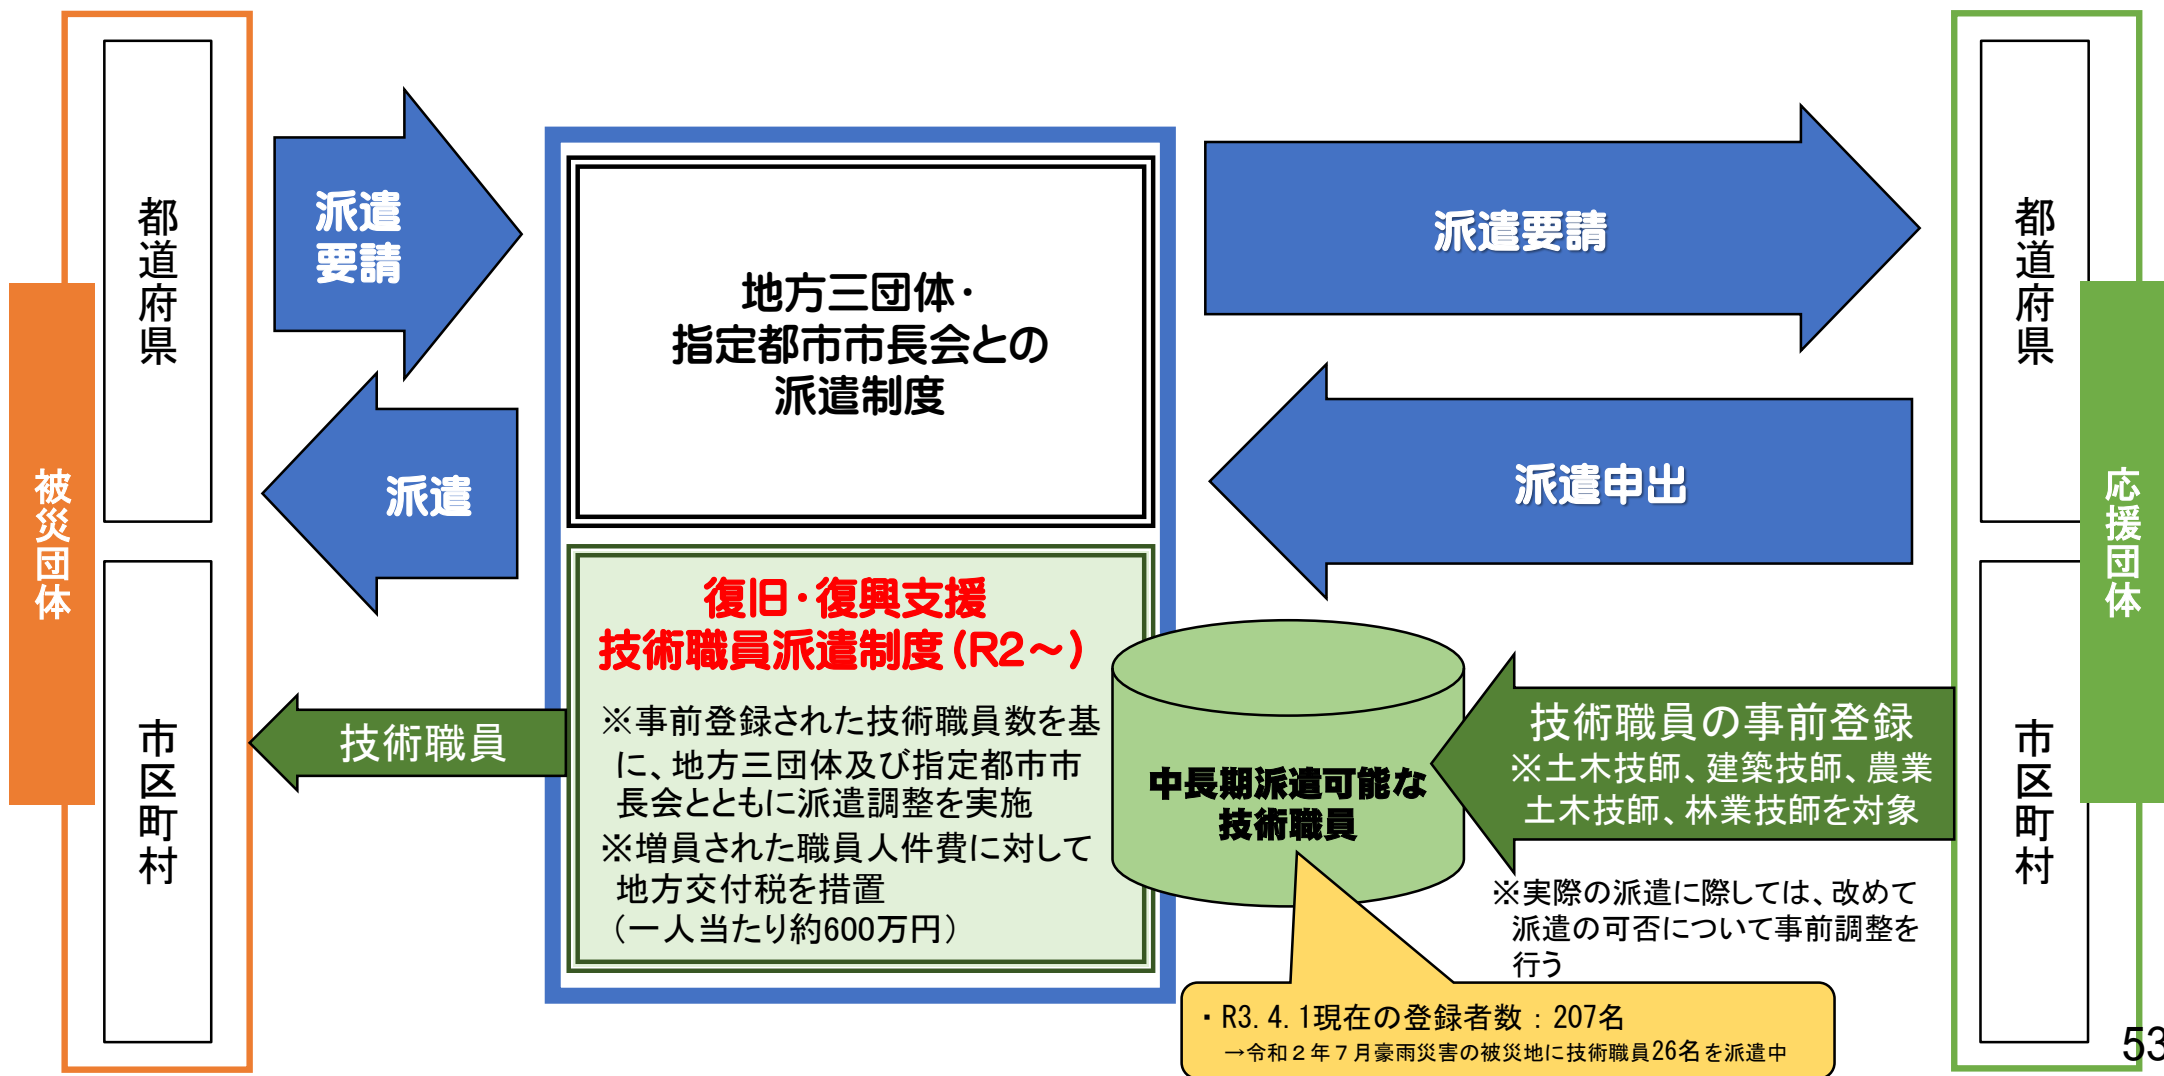 被災団体
都道府県
市区町村
派遣
要請
派遣
技術職員
地方三団体・
指定都市市長会との
派遣制度
復旧・復興支援
技術職員派遣制度（R2～）
※事前登録された技術職員数を基
に、地方三団体及び指定都市市
長会とともに派遣調整を実施
※増員された職員人件費に対して
地方交付税を措置
（一人当たり約600万円）
派遣要請
派遣申出
中長期派遣可能な
技術職員
技術職員の事前登録
※土木技師、建築技師、農業
土木技師、林業技師を対象
※実際の派遣に際しては、改めて
派遣の可否について事前調整を
行う
・R3.4.1現在の登録者数：207名
→令和２年７月豪雨災害の被災地に技術職員26名を派遣中
都道府県
市区町村
応援団体
53